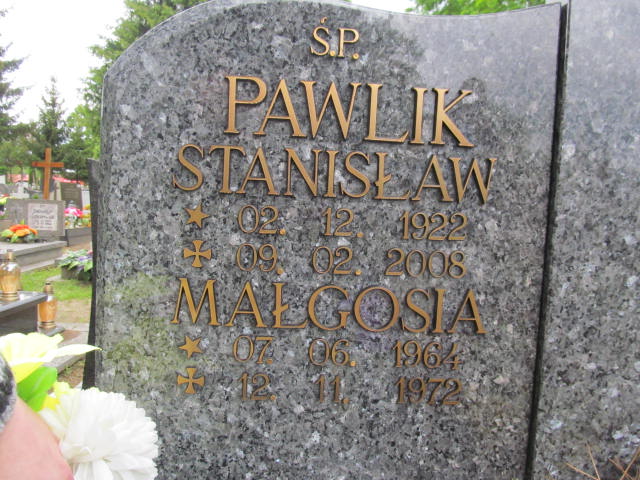 Ś.P.
PAWLIK
STANISŁAW
02. 12. 1922
09. 02. 2008
MAŁGOSIA
07. 06. 1964
12. 11. 1972